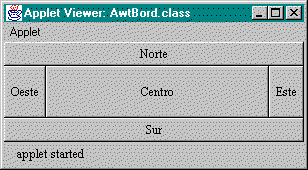 Applet Viewer: AwtBord.class
Applet
Norte
Oeste Centro Este
Sur
applet started